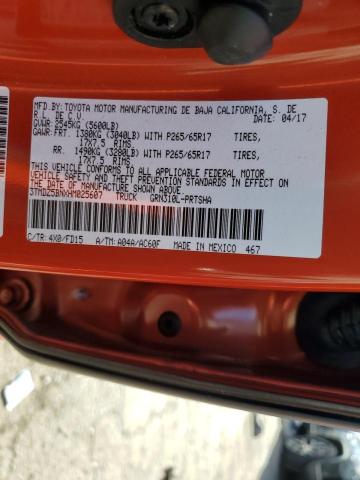 MFD.BY: TOYOTA MOTOR MANUFACTURING DE BAJA CALIFORNIA, S. DE
R.L. DE C.V. DATE: 04/17
GVWR: 2545KG (5600LB)
GAWR: FRT. 1380KG (3040LB) WITH P265/65R17 TIRES,
17X7.5 RIMS
RR. 1490KG (3280LB) WITH P265/65R17 TIRES,
17X7.5 RIMS
THIS VEHICLE CONFORMS TO ALL APPLICABLE FEDERAL MOTOR
VEHICLE SAFETY AND THEFT PREVENTION STANDARDS IN EFFECT ON
THE DATE OF MANUFACTURE SHOWN ABOVE.
3TMDZ5BNXHM025607 TRUCK GRN310L-PRTSHA
C/TR: 4X0/FD15 A/TM: A04A/AC60F MADE IN MEXICO 467